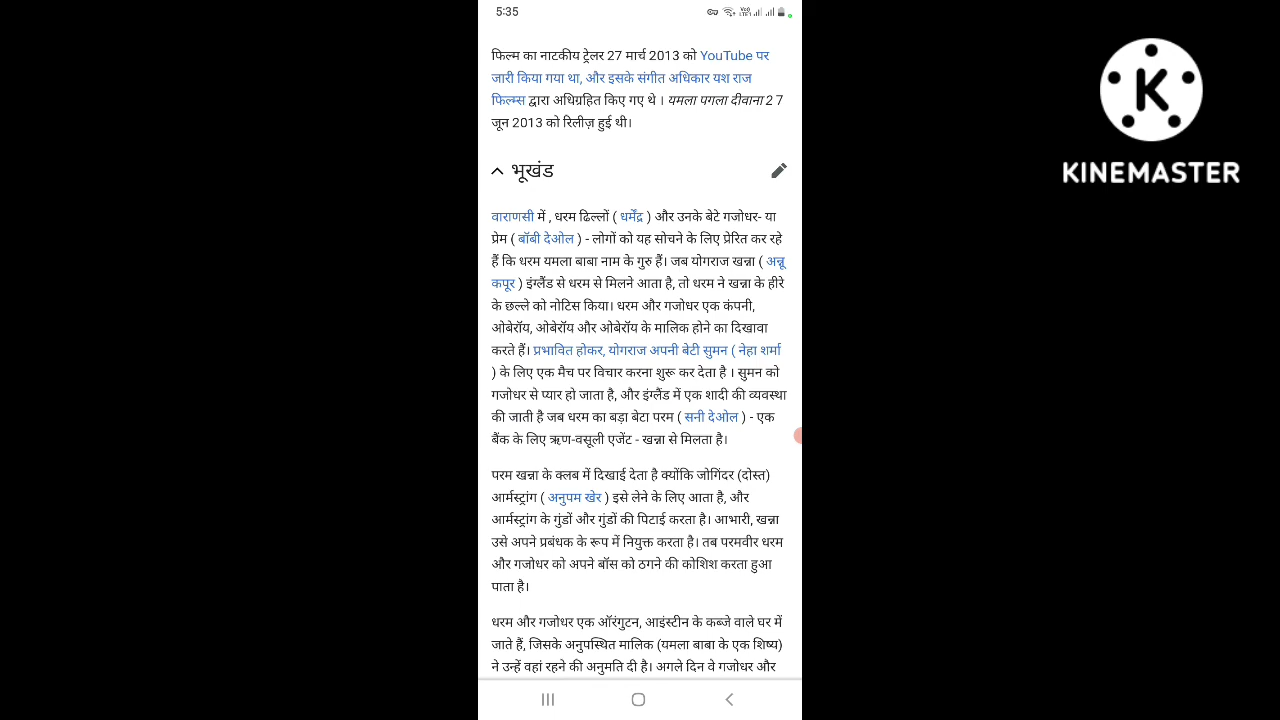 5:35
फिल्म का नाटकीय ट्रेलर 27 मार्च 2013 को YouTube पर
जारी किया गया था, और इसके संगीत अधिकार यश राज
फिल्म्स द्वारा अधिग्रहित किए गए थे । यमला पगला दीवाना 2 7
जून 2013 को रिलीज़ हुई थी।
भूखंड
वाराणसी में , धरम ढिल्लों ( धर्मेंद्र ) और उनके बेटे गजोधर- या
प्रेम ( बॉबी देओल ) - लोगों को यह सोचने के लिए प्रेरित कर रहे
हैं कि धरम यमला बाबा नाम के गुरु हैं। जब योगराज खन्ना ( अन्नू
कपूर ) इंग्लैंड से धरम से मिलने आता है, तो धरम ने खन्ना के हीरे
के छल्ले को नोटिस किया। धरम और गजोधर एक कंपनी,
ओबेरॉय, ओबेरॉय और ओबेरॉय के मालिक होने का दिखावा
करते हैं। प्रभावित होकर, योगराज अपनी बेटी सुमन ( नेहा शर्मा
) के लिए एक मैच पर विचार करना शुरू कर देता है । सुमन को
गजोधर से प्यार हो जाता है, और इंग्लैंड में एक शादी की व्यवस्था
की जाती है जब धरम का बड़ा बेटा परम ( सनी देओल ) - एक
बैंक के लिए ऋण-वसूली एजेंट - खन्ना से मिलता है।
परम खन्ना के क्लब में दिखाई देता है क्योंकि जोगिंदर (दोस्त)
आर्मस्ट्रांग ( अनुपम खेर ) इसे लेने के लिए आता है, और
आर्मस्ट्रांग के गुंडों और गुंडों की पिटाई करता है। आभारी, खन्ना
उसे अपने प्रबंधक के रूप में नियुक्त करता है। तब परमवीर धरम
और गजोधर को अपने बॉस को ठगने की कोशिश करता हुआ
पाता है।
धरम और गजोधर एक ऑरंगुटन, आइंस्टीन के कब्जे वाले घर में
जाते हैं, जिसके अनुपस्थित मालिक (यमला बाबा के एक शिष्य)
ने उन्हें वहां रहने की अनुमति दी है। अगले दिन वे गजोधर और
K
KINEMASTER